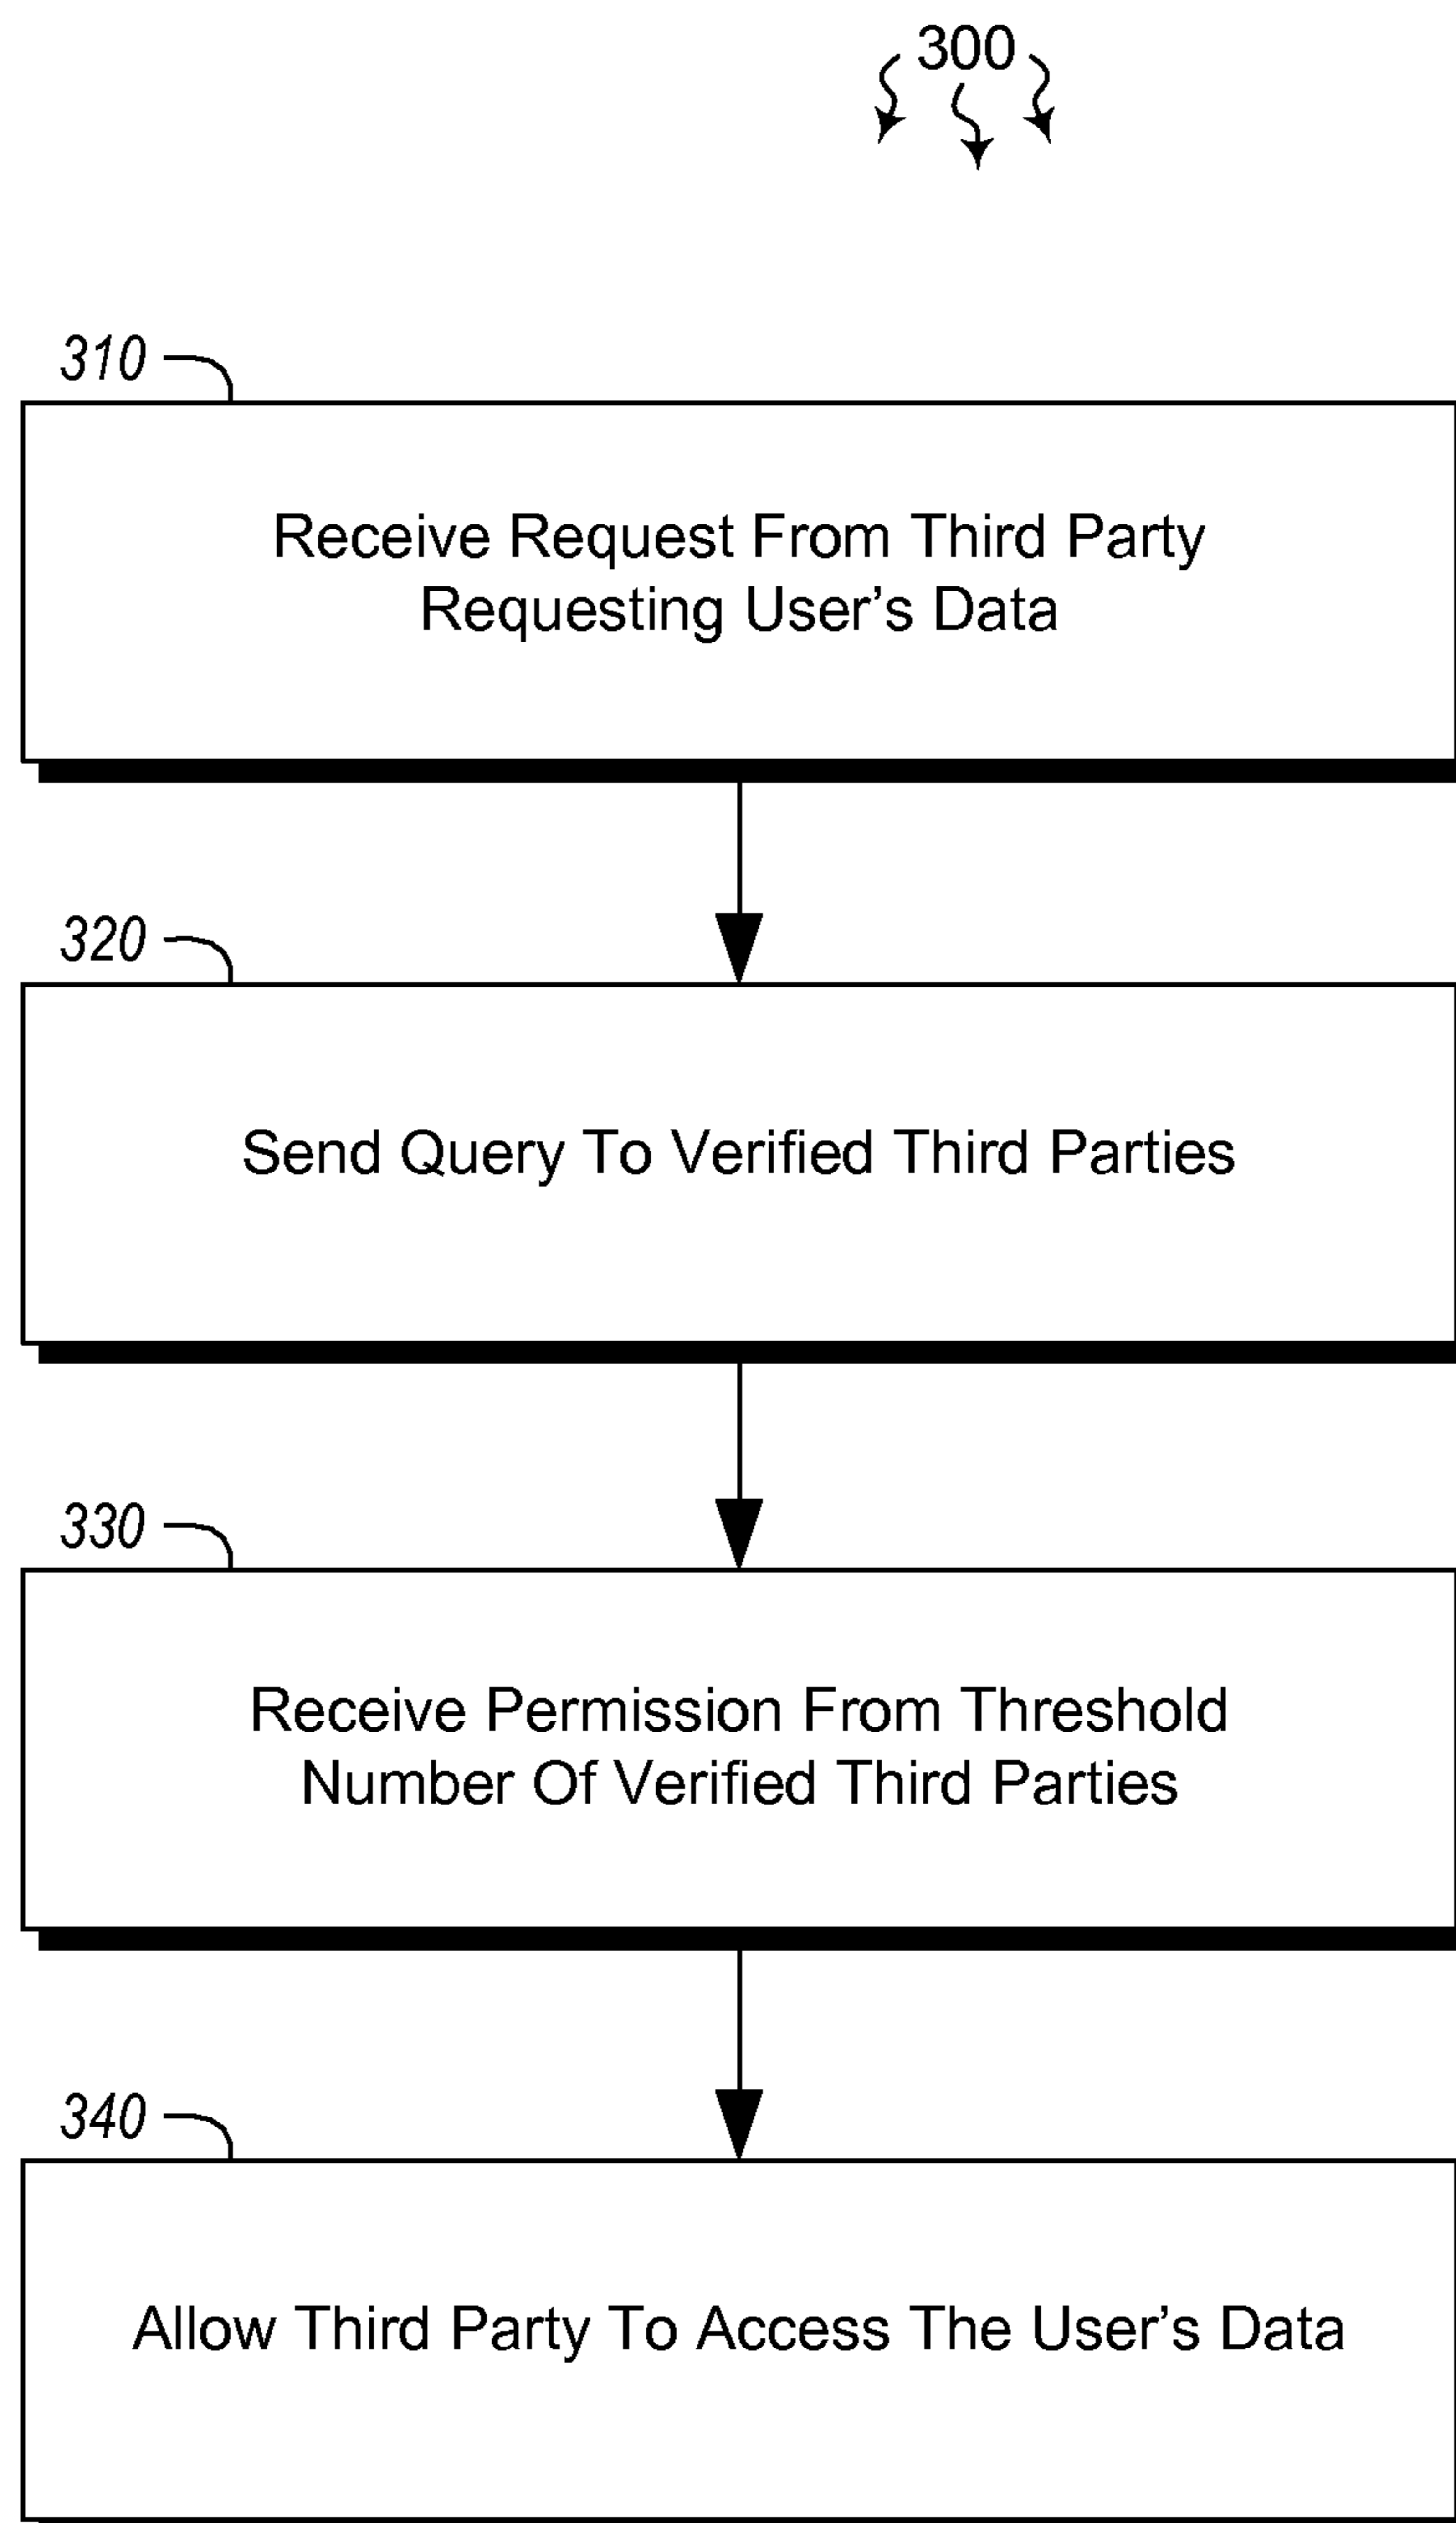 300
310
Receive Request From Third Party
Requesting User’s Data
320
Send Query To Verified Third Parties
330
Receive Permission From Threshold
Number Of Verified Third Parties
340
Allow Third Party To Access The User’s Data